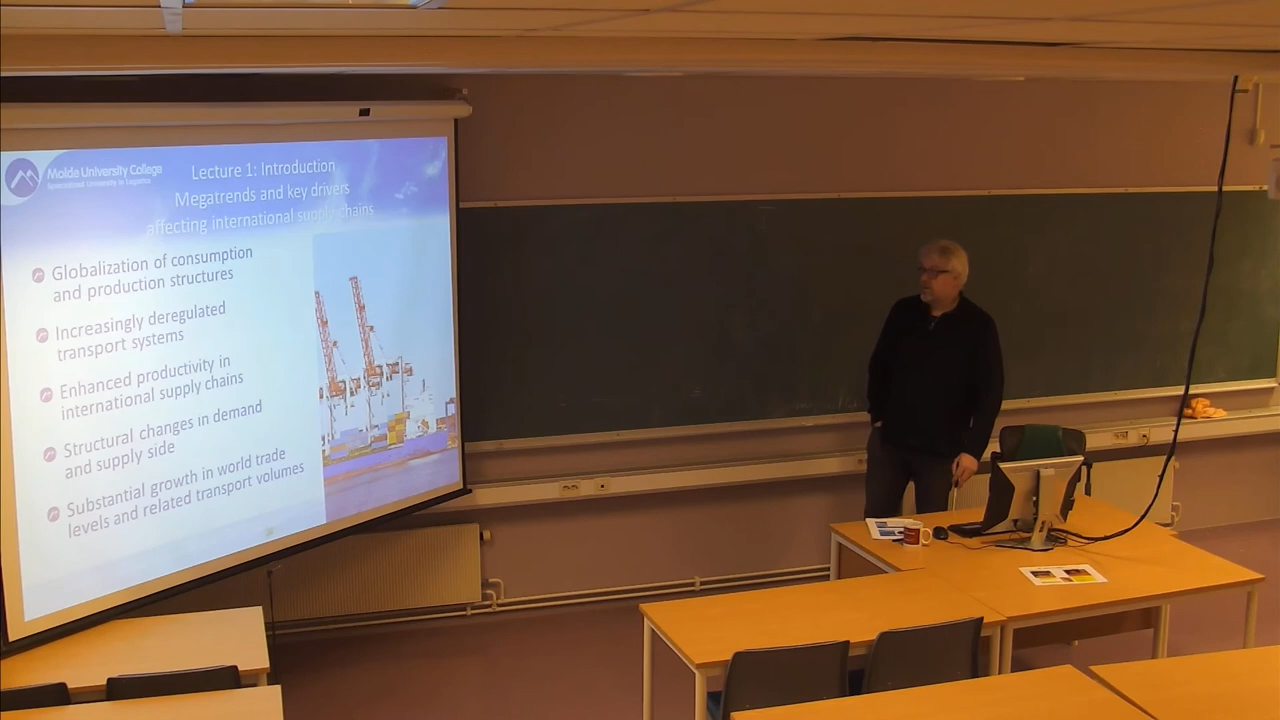 Molde University College
Specialized University in Logistics
Lecture 1: Introduction
Megatrends and key drivers
affecting international supply chains
Globalization of consumption
and production structures
Increasingly deregulated
transport systems
Enhanced productivity in
international supply chains
Structural changes in demand
and supply side
Substantial growth in world trade
levels and related transport volumes